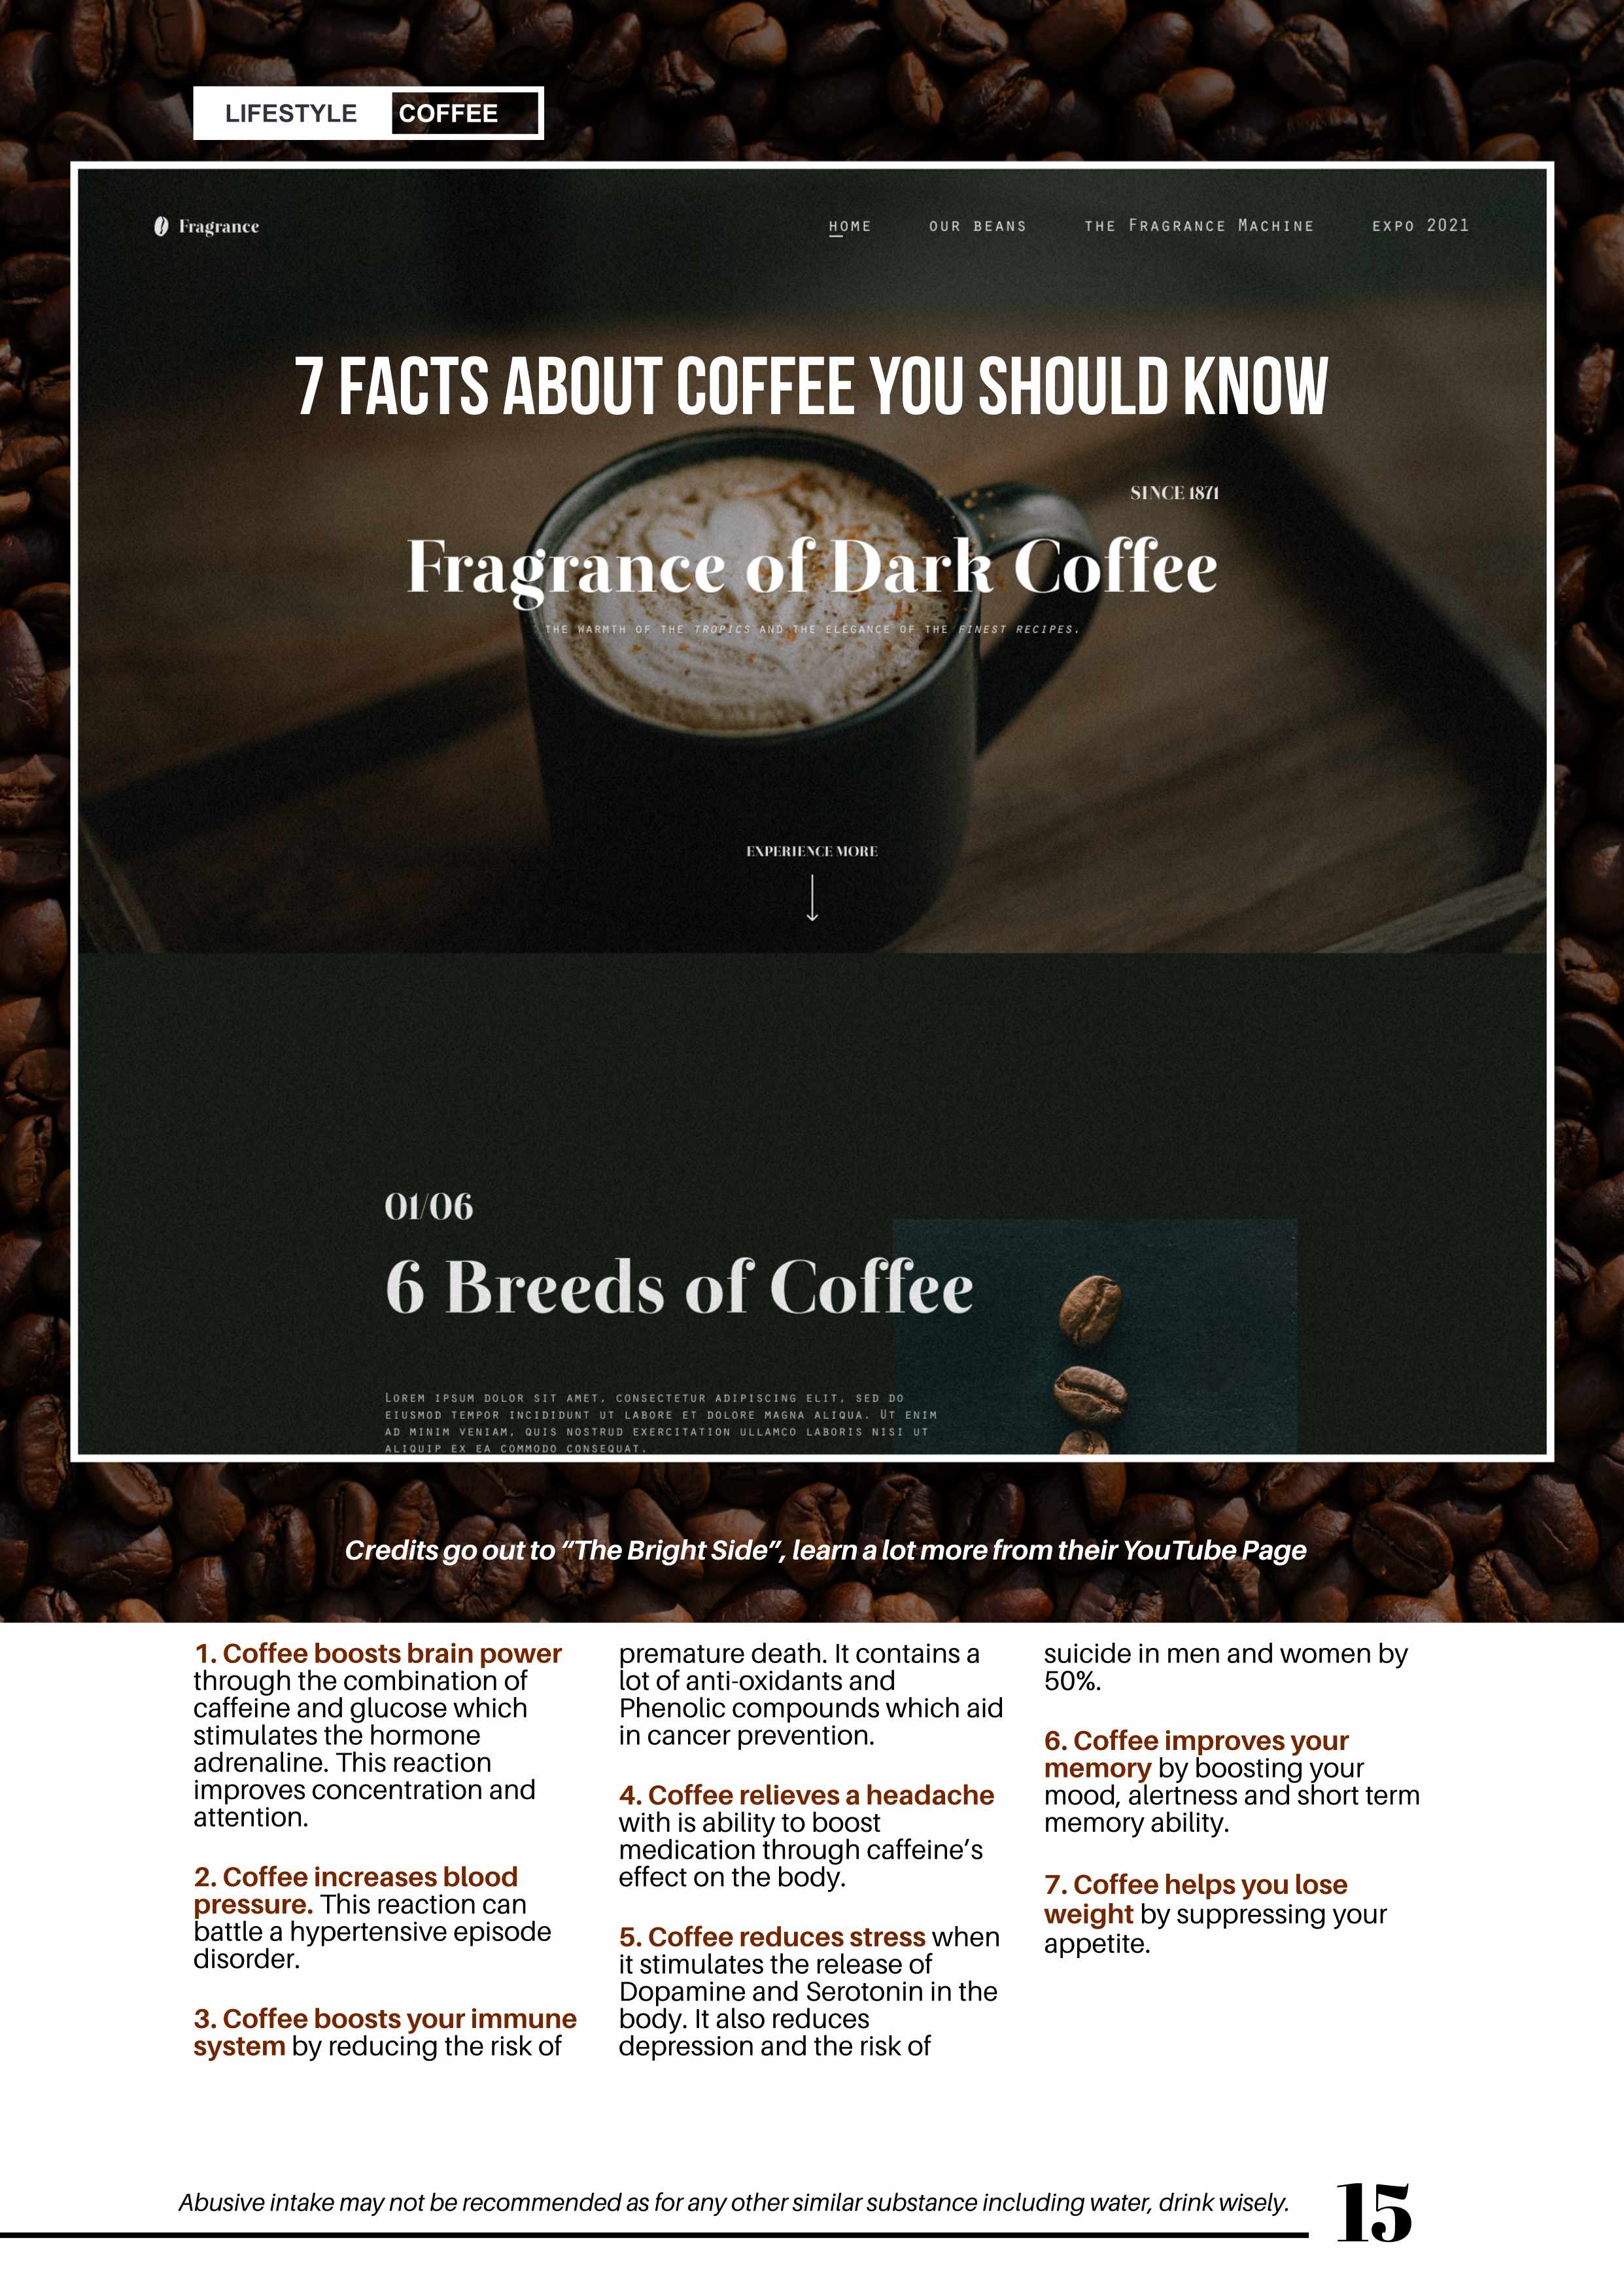 LIFESTYLE COFFEE
Fragrance
HOME OUR BEANS THE FRAGRANCE MACHINE EXPO 2021
7 FACTS ABOUT COFFEE YOU SHOULD KNOW
SINCE 1871
Fragrance of Dark Coffee
THE WARMTH OF THE TROPICS AND THE ELEGANCE OF THE FINEST RECIPES.
EXPERIENCE MORE
01/06
6 Breeds of Coffee
LOREM IPSUM DOLOR SIT AMET, CONSECTETUR ADIPISCING ELIT, SED DO
EIUSMOD TEMPOR INCIDIDUNT UT LABORE ET DOLORE MAGNA ALIQUA. UT ENIM
AD MINIM VENIAM, QUIS NOSTRUD EXERCITATION ULLAMCO LABORIS NISI UT
ALIQUIP EX EA COMMODO CONSEQUAT.
Credits go out to “The Bright Side”, learn a lot more from their YouTube Page
1. Coffee boosts brain power
through the combination of
caffeine and glucose which
stimulates the hormone
adrenaline. This reaction
improves concentration and
attention.
2. Coffee increases blood
pressure. This reaction can
battle a hypertensive episode
disorder.
3. Coffee boosts your immune
system by reducing the risk of
premature death. It contains a
lot of anti-oxidants and
Phenolic compounds which aid
in cancer prevention.
4. Coffee relieves a headache
with is ability to boost
medication through caffeine’s
effect on the body.
5. Coffee reduces stress when
it stimulates the release of
Dopamine and Serotonin in the
body. It also reduces
depression and the risk of
suicide in men and women by
50%.
6. Coffee improves your
memory by boosting your
mood, alertness and short term
memory ability.
7. Coffee helps you lose
weight by suppressing your
appetite.
Abusive intake may not be recommended as for any other similar substance including water, drink wisely.
15